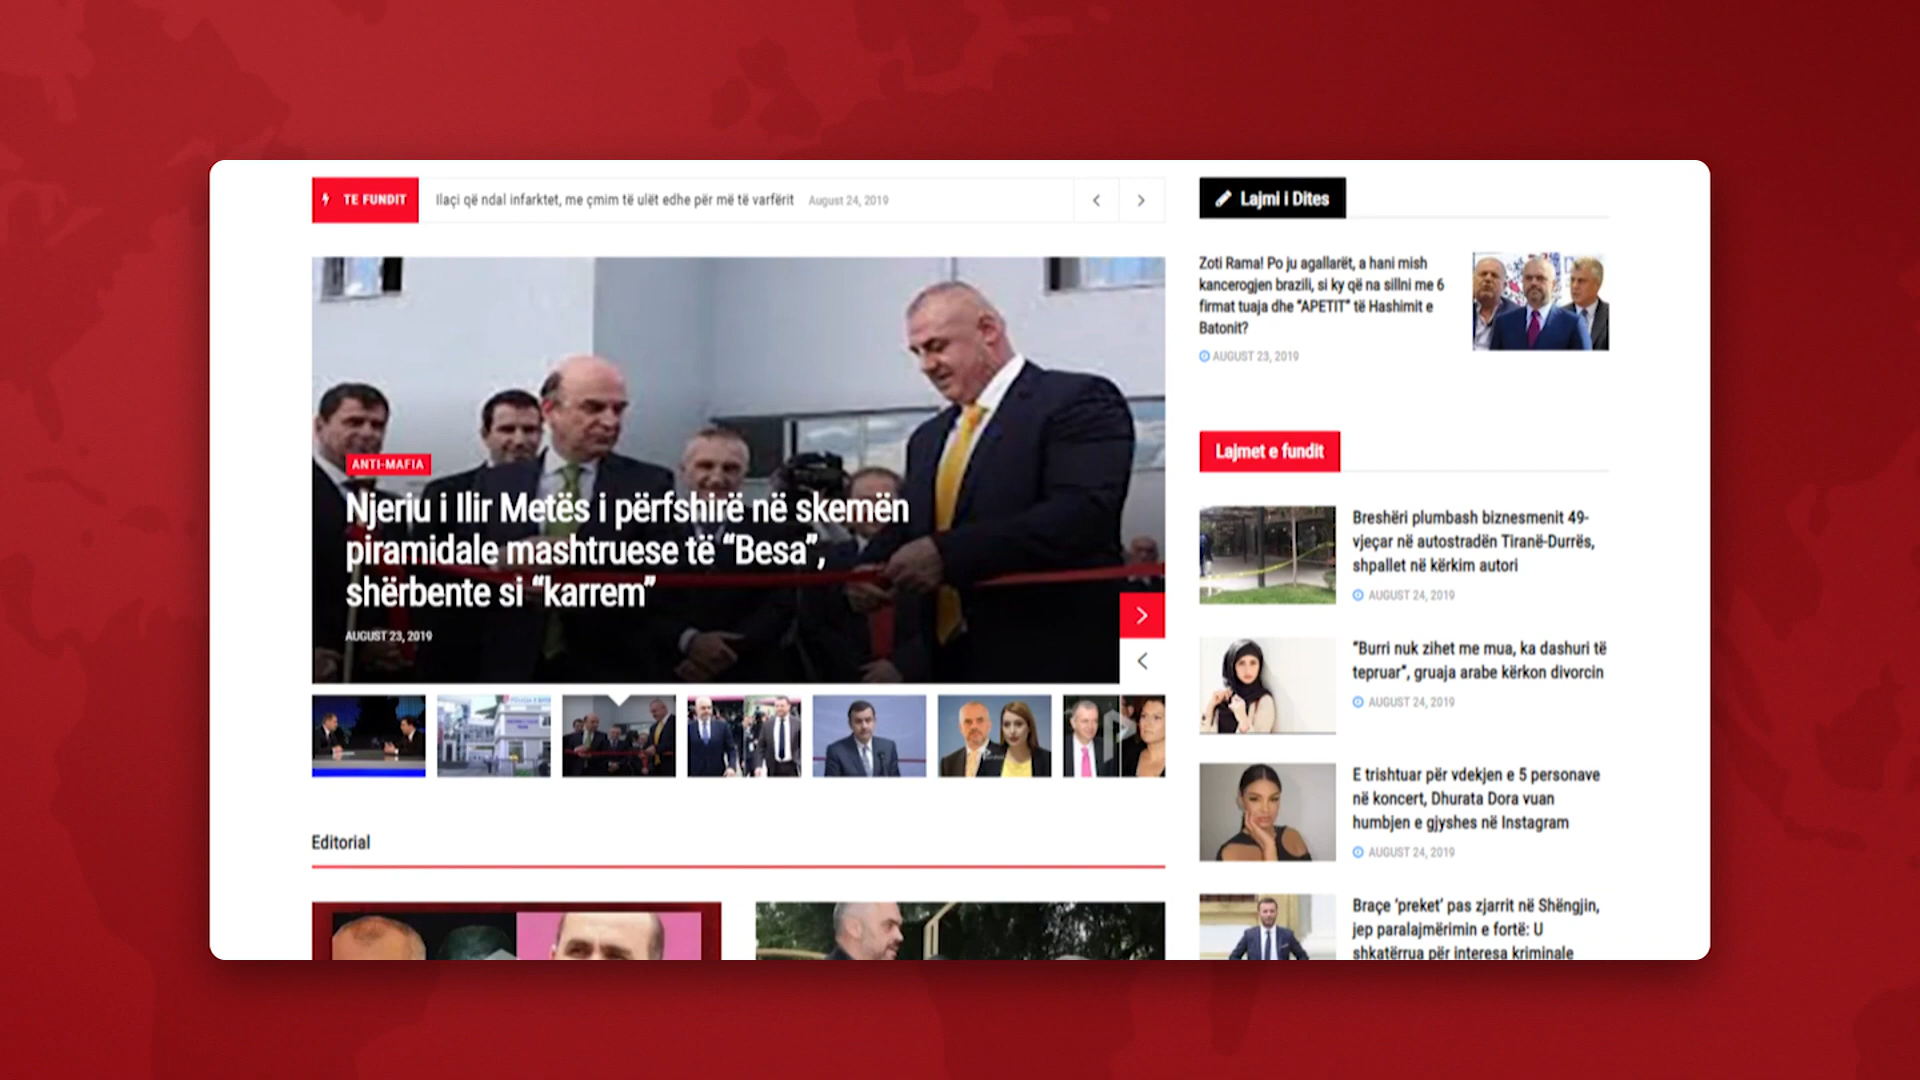 TE FUNDIT
Ilaçi që ndal infarktet, me çmim të ulët edhe për më të varfërit August 24, 2019
ANTI-MAFIA
Njeriu i Ilir Metës i përfshirë në skemën
piramidale mashtruese të “Besa”,
shërbente si “karrem”
AUGUST 23, 2019
Editorial
Lajmi i Dites
Zoti Rama! Po ju agallarët, a hani mish
kancerogjen brazili, si ky që na sillni me 6
firmat tuaja dhe “APETIT” të Hashimit e
Batonit?
AUGUST 23, 2019
Lajmet e fundit
Breshëri plumbash biznesmenit 49-
vjeçar në autostradën Tiranë-Durrës,
shpallet në kërkim autori
AUGUST 24, 2019
“Burri nuk zihet me mua, ka dashuri të
tepruar”, gruaja arabe kërkon divorcin
AUGUST 24, 2019
E trishtuar për vdekjen e 5 personave
në koncert, Dhurata Dora vuan
humbjen e gjyshes në Instagram
AUGUST 24, 2019
Braçe ‘preket’ pas zjarrit në Shëngjin,
jep paralajmërimin e fortë: U
shkatërrua për interesa kriminale